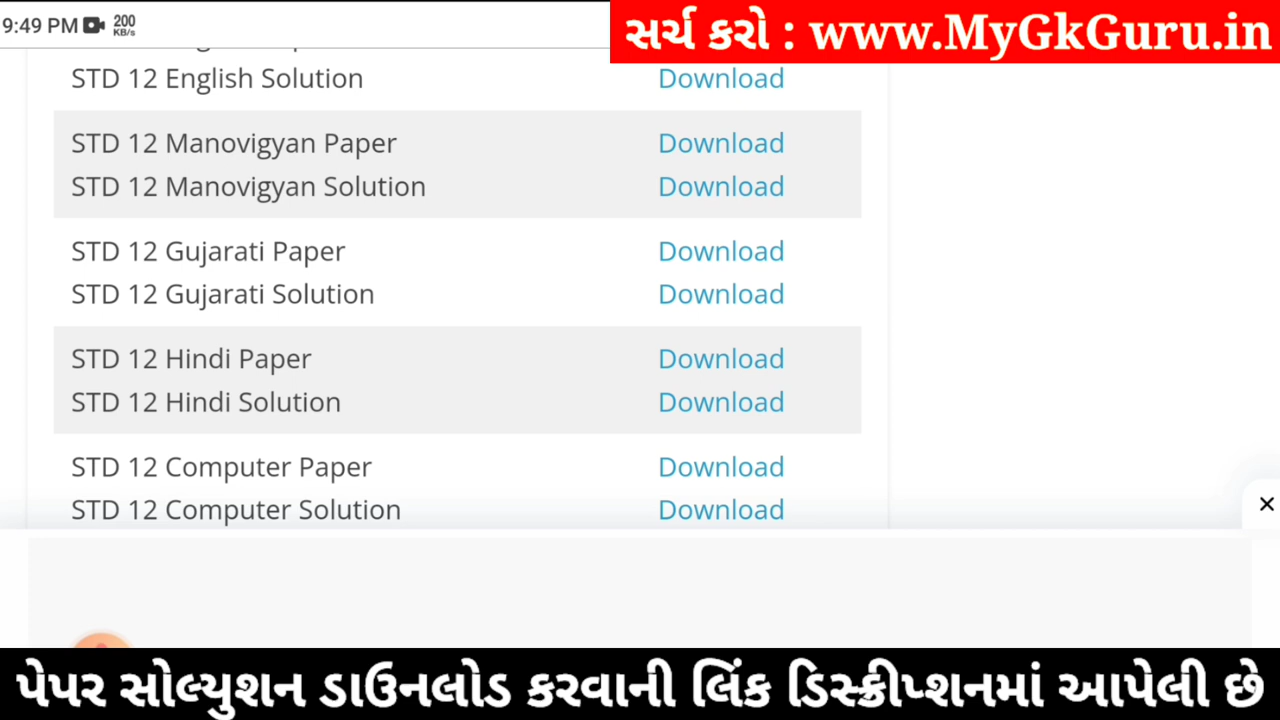 9:49 PM 200 KB/s
સર્ચ કરો : www.MyGkGuru.in
STD 12 English Solution Download
STD 12 Manovigyan Paper Download
STD 12 Manovigyan Solution Download
STD 12 Gujarati Paper Download
STD 12 Gujarati Solution Download
STD 12 Hindi Paper Download
STD 12 Hindi Solution Download
STD 12 Computer Paper Download
STD 12 Computer Solution Download
પેપર સોલ્યુશન ડાઉનલોડ કરવાની લિંક ડિસ્ક્રીપ્શનમાં આપેલી છે